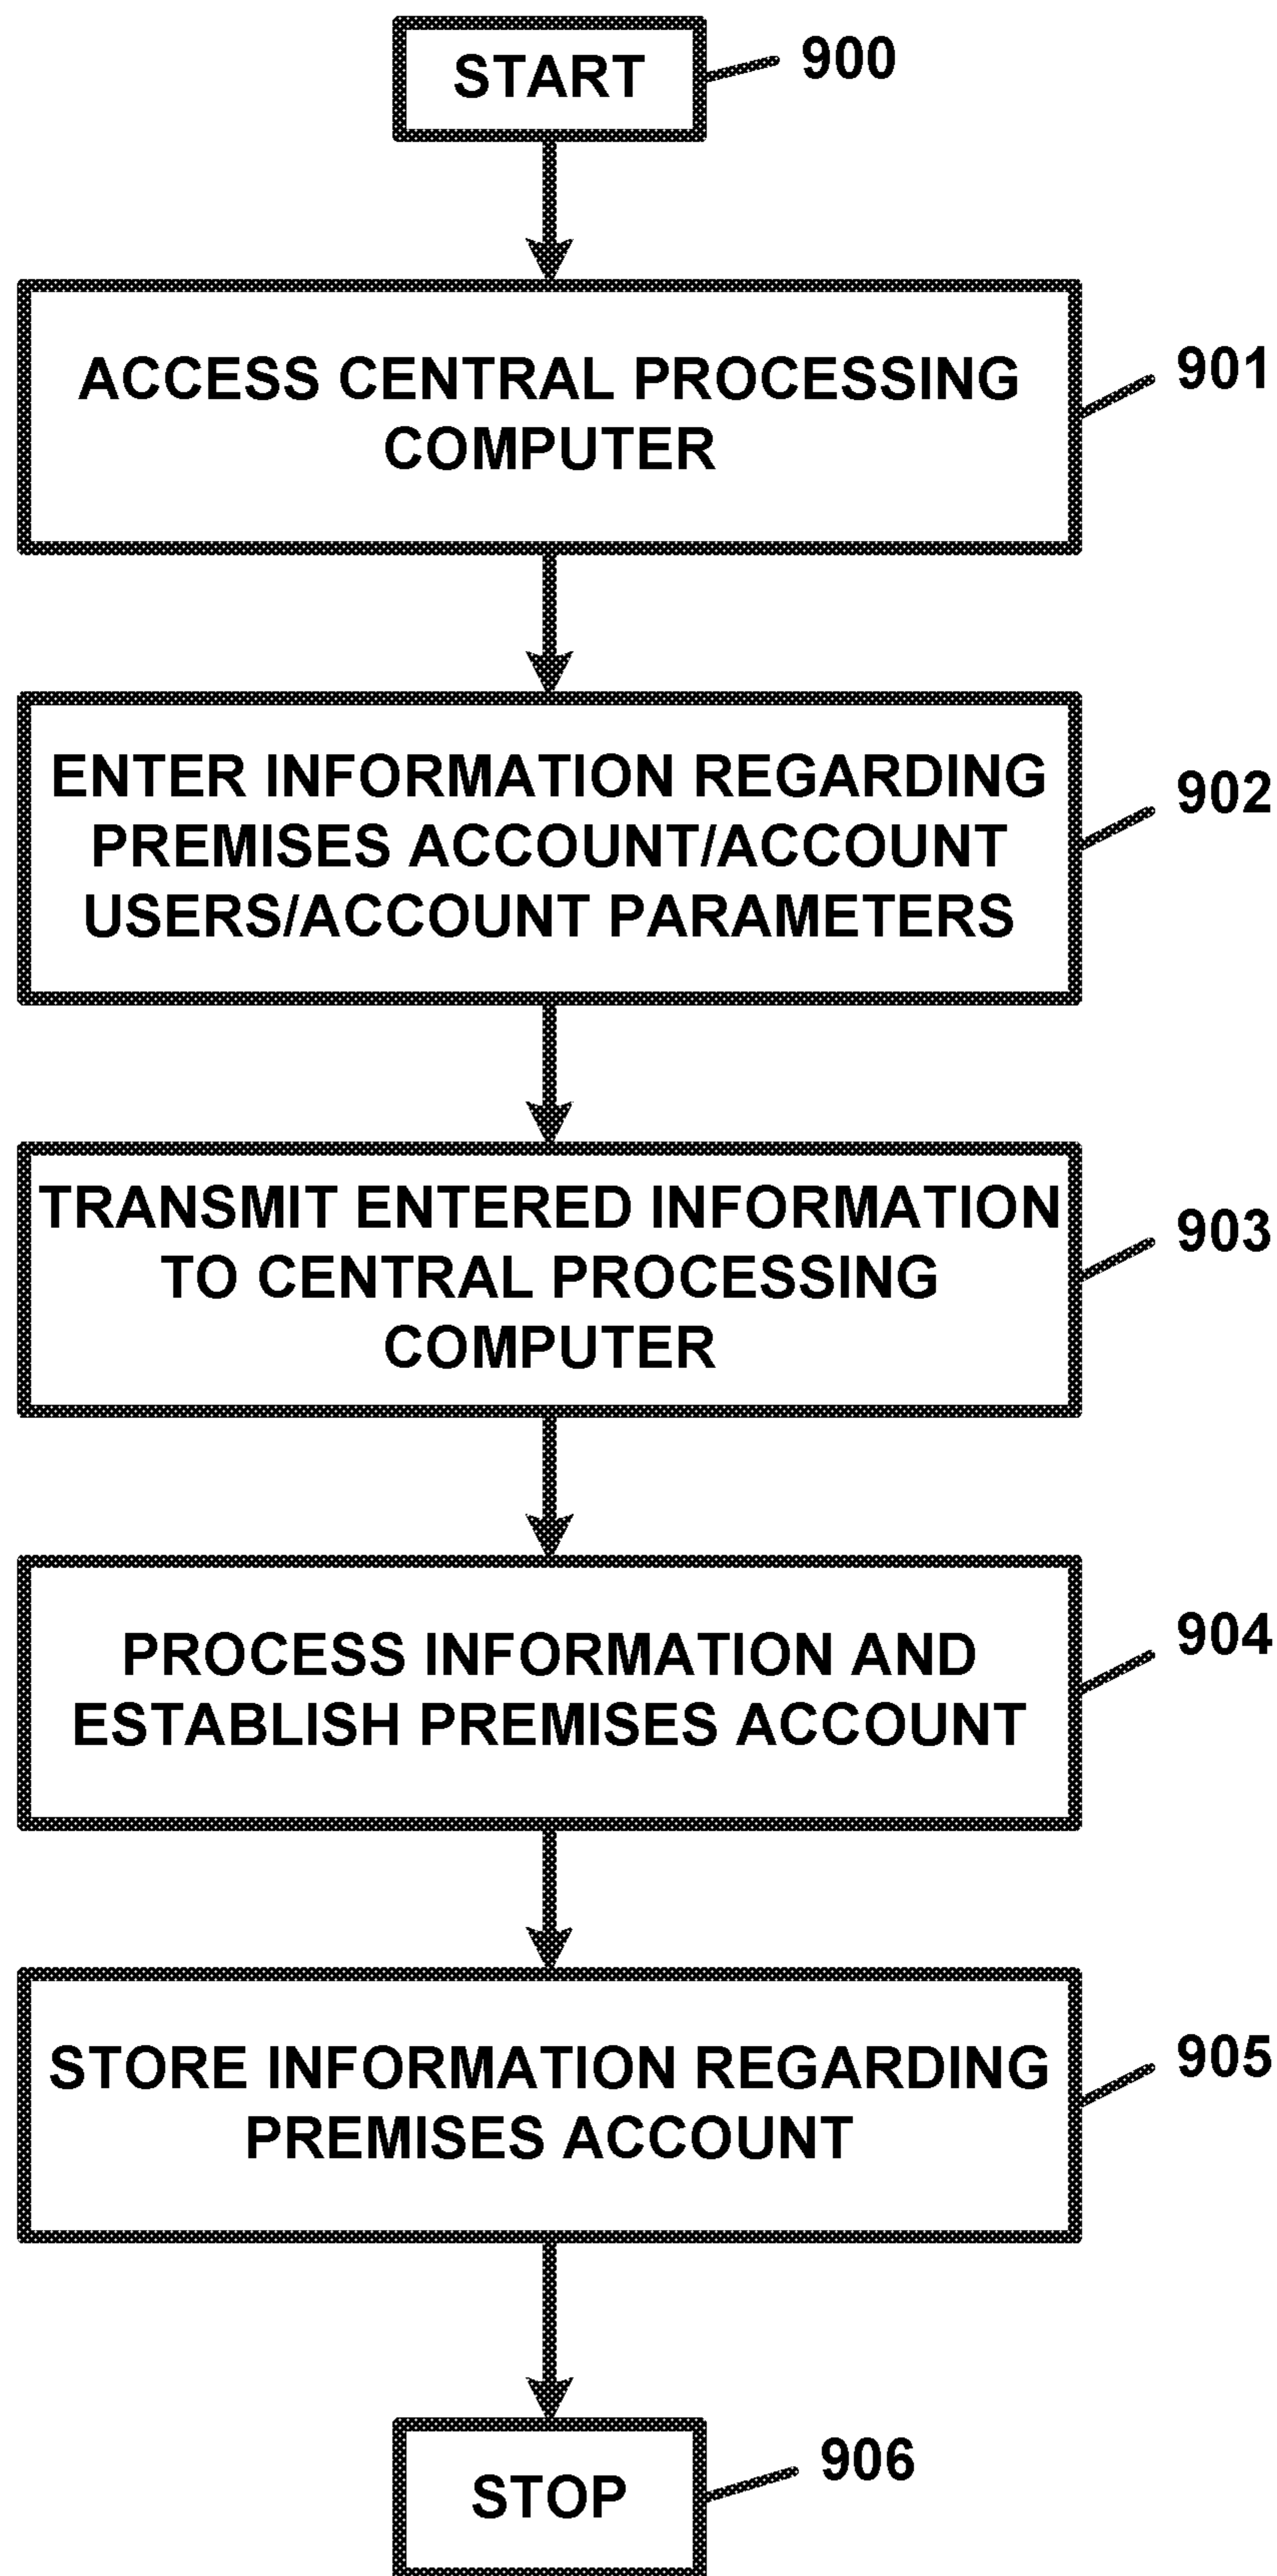 START
900
ACCESS CENTRAL PROCESSING
COMPUTER
901
ENTER INFORMATION REGARDING
PREMISES ACCOUNT/ACCOUNT
USERS/ACCOUNT PARAMETERS
902
TRANSMIT ENTERED INFORMATION
TO CENTRAL PROCESSING
COMPUTER
903
PROCESS INFORMATION AND
ESTABLISH PREMISES ACCOUNT
904
STORE INFORMATION REGARDING
PREMISES ACCOUNT
905
STOP
906